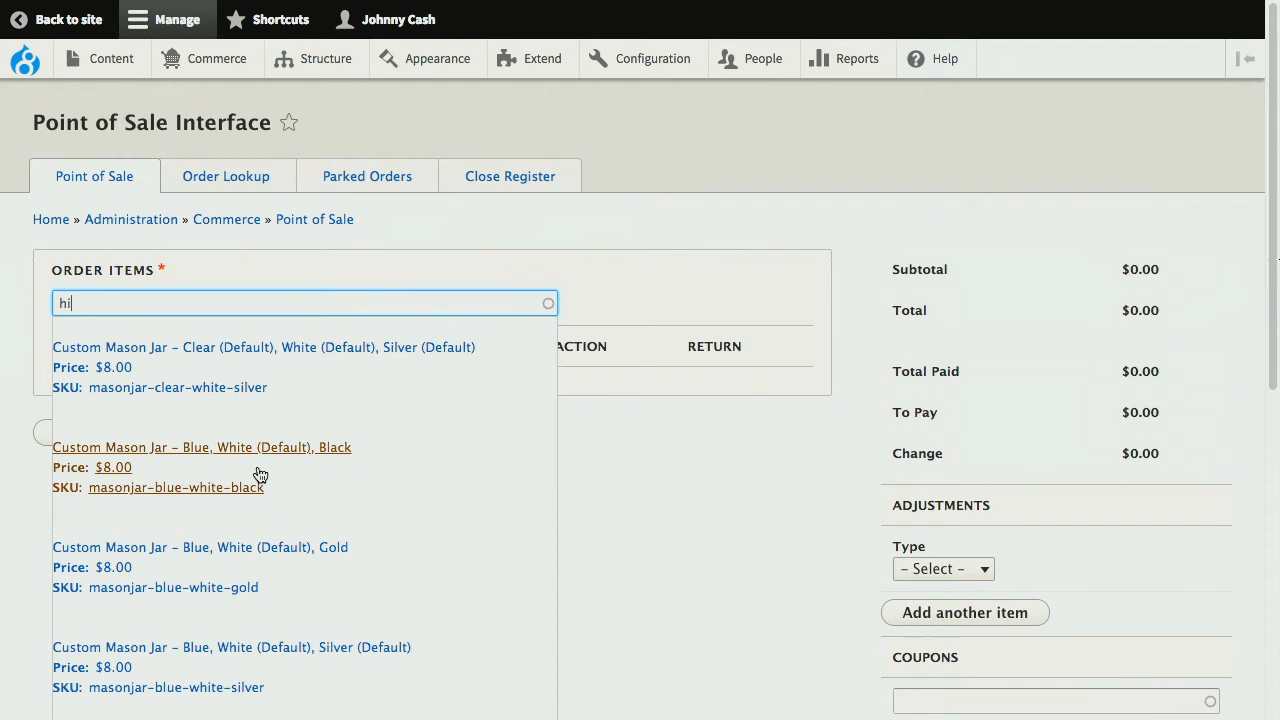 Back to site Manage Shortcuts Johnny Cash
Content Commerce Structure Appearance Extend Configuration People Reports Help
Point of Sale Interface
Point of Sale Order Lookup Parked Orders Close Register
Home » Administration » Commerce » Point of Sale
ORDER ITEMS *
hi
ACTION RETURN
Custom Mason Jar – Clear (Default), White (Default), Silver (Default)
Price: $8.00
SKU: masonjar-clear-white-silver
Custom Mason Jar – Blue, White (Default), Black
Price: $8.00
SKU: masonjar-blue-white-black
Custom Mason Jar – Blue, White (Default), Gold
Price: $8.00
SKU: masonjar-blue-white-gold
Custom Mason Jar – Blue, White (Default), Silver (Default)
Price: $8.00
SKU: masonjar-blue-white-silver
Subtotal $0.00
Total $0.00
Total Paid $0.00
To Pay $0.00
Change $0.00
ADJUSTMENTS
Type
– Select –
Add another item
COUPONS